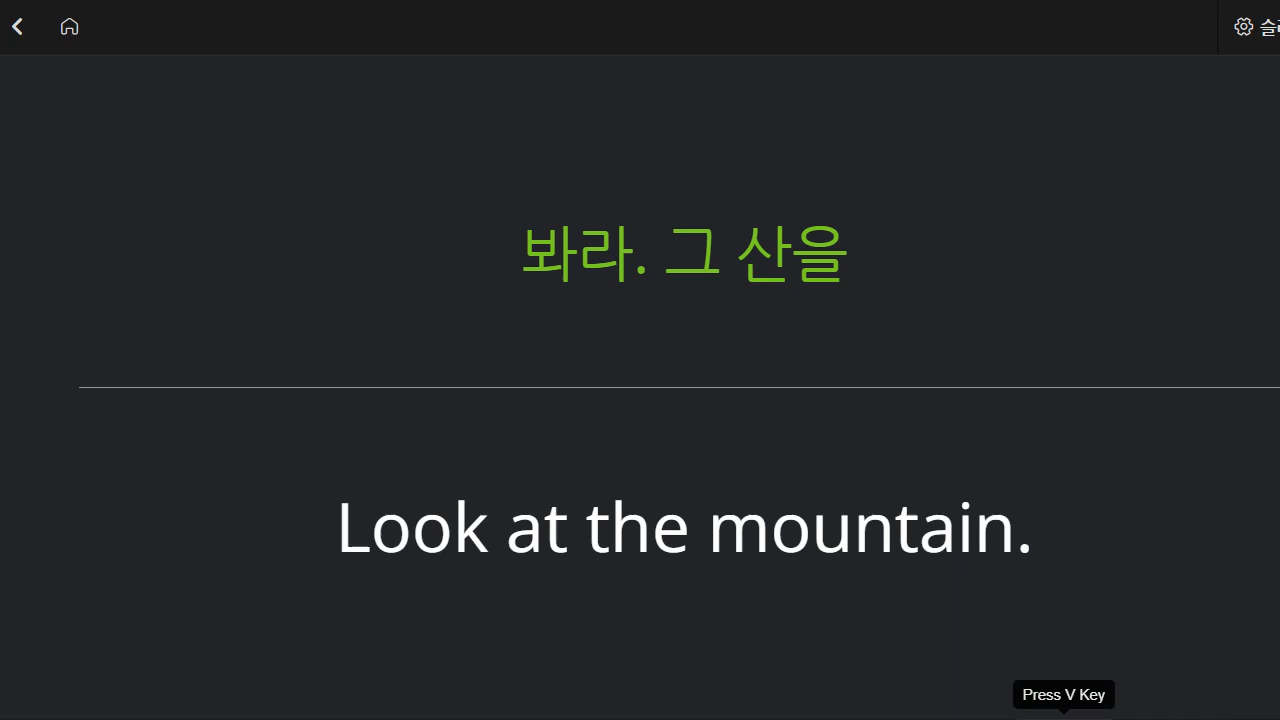 봐라. 그 산을
Look at the mountain.
Press V Key